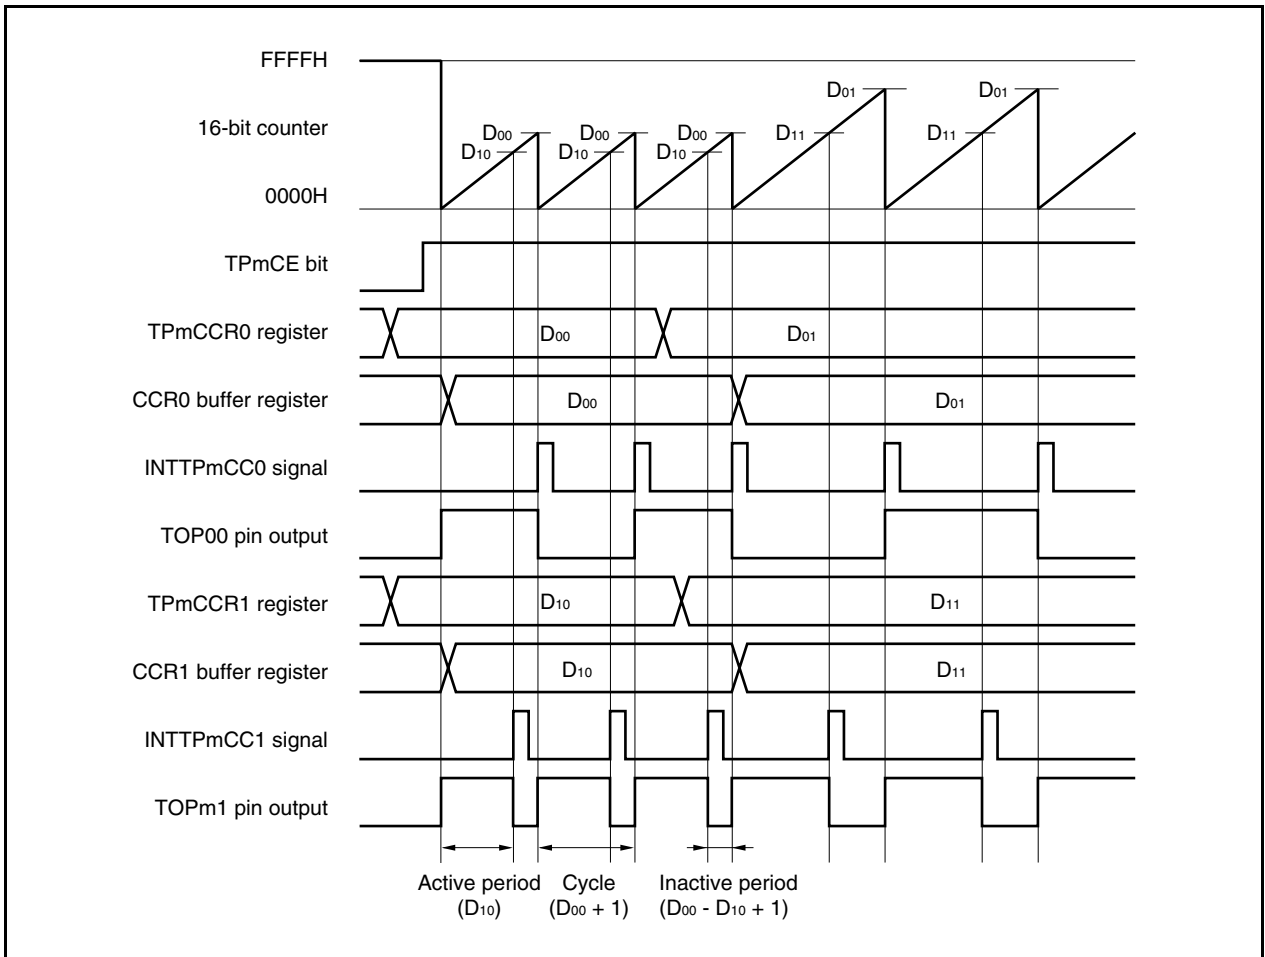 FFFFH
D01 D01
16-bit counter D00 D00 D00 D11 D11
D10 D10 D10
0000H
TPmCE bit
TPmCCR0 register D00 D01
CCR0 buffer register D00 D01
INTTPmCC0 signal
TOP00 pin output
TPmCCR1 register D10 D11
CCR1 buffer register D10 D11
INTTPmCC1 signal
TOPm1 pin output
Active period Cycle Inactive period
(D10) (D00 + 1) (D00 - D10 + 1)